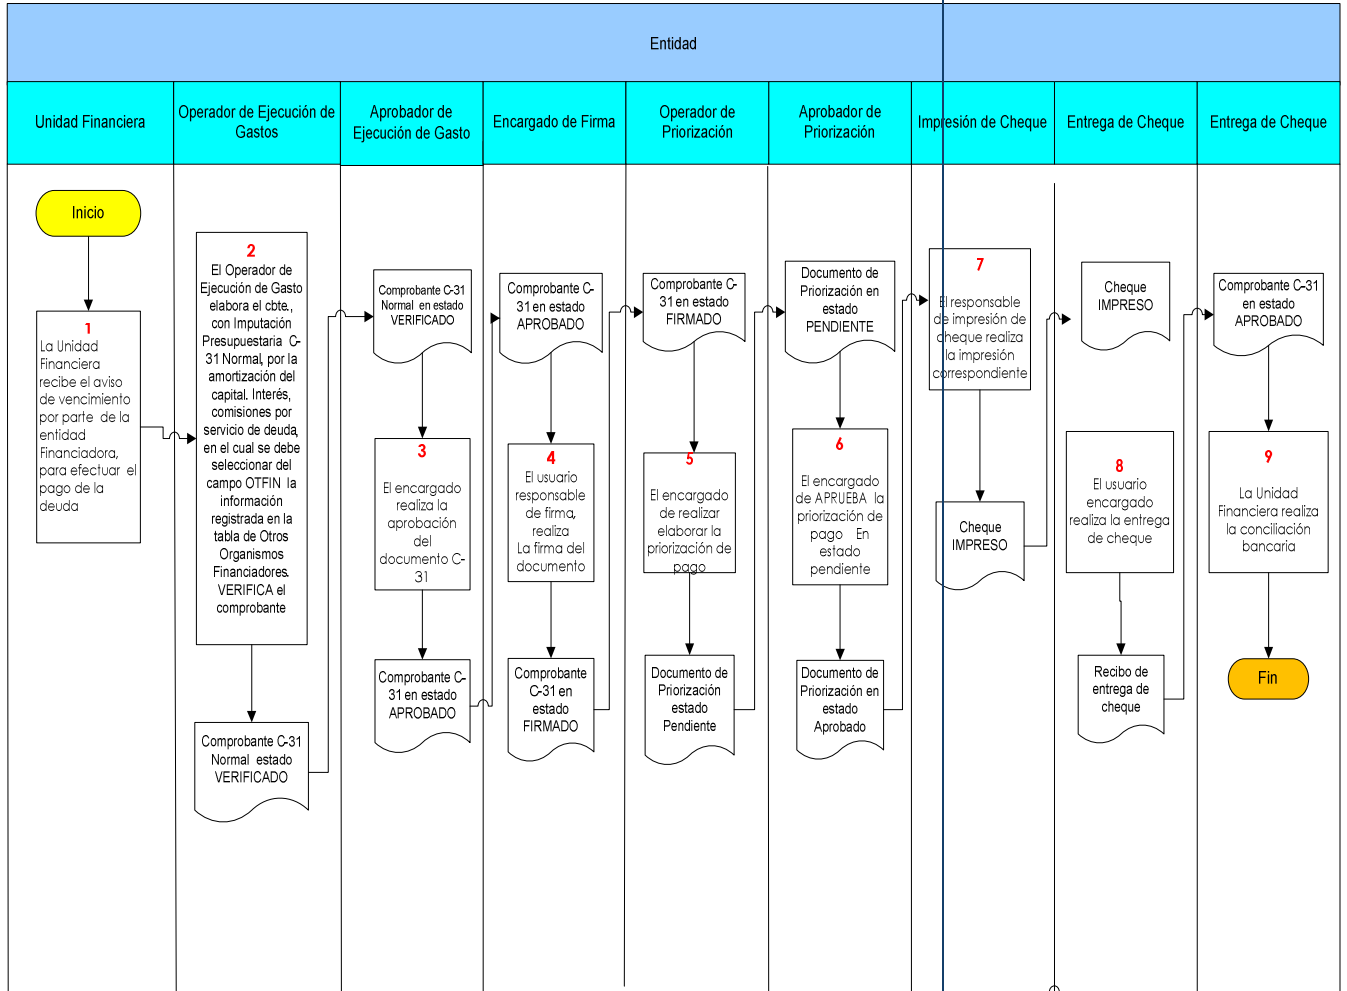 Entidad
Unidad Financiera
Operador de Ejecución de
Gastos
Aprobador de
Ejecución de Gasto
Encargado de Firma
Operador de
Priorización
Aprobador de
Priorización
Impresión de Cheque
Entrega de Cheque
Entrega de Cheque
Inicio
1
La Unidad
Financiera
recibe el aviso
de vencimiento
por parte de la
entidad
Financiadora,
para efectuar el
pago de la
deuda
2
El Operador de
Ejecución de Gasto
elabora el cbte.,
con Imputación
Presupuestaria C-
31 Normal, por la
amortización del
capital. Interés,
comisiones por
servicio de deuda,
en el cual se debe
seleccionar del
campo OTFIN la
información
registrada en la
tabla de Otros
Organismos
Financiadores.
VERIFICA el
comprobante
Comprobante C-31
Normal estado
VERIFICADO
Comprobante C-31
Normal en estado
VERIFICADO
3
El encargado
realiza la
aprobación
del
documento C-
31
Comprobante C-
31 en estado
APROBADO
Comprobante C-
31 en estado
APROBADO
4
El usuario
responsable
de firma,
realiza
La firma del
documento
Comprobante
C-31 en
estado
FIRMADO
Comprobante C-
31 en estado
FIRMADO
5
El encargado
de realizar
elaborar la
priorización de
pago
Documento de
Priorización
estado
Pendiente
Documento de
Priorización en
estado
PENDIENTE
6
El encargado
de APRUEBA la
priorización de
pago En
estado
pendiente
Documento de
Priorización en
estado
Aprobado
7
El responsable
de impresión de
cheque realiza
la impresión
correspondiente
Cheque
IMPRESO
Cheque
IMPRESO
8
El usuario
encargado
realiza la entrega
de cheque
Recibo de
entrega de
cheque
Comprobante C-31
en estado
APROBADO
9
La Unidad
Financiera realiza
la conciliación
bancaria
Fin